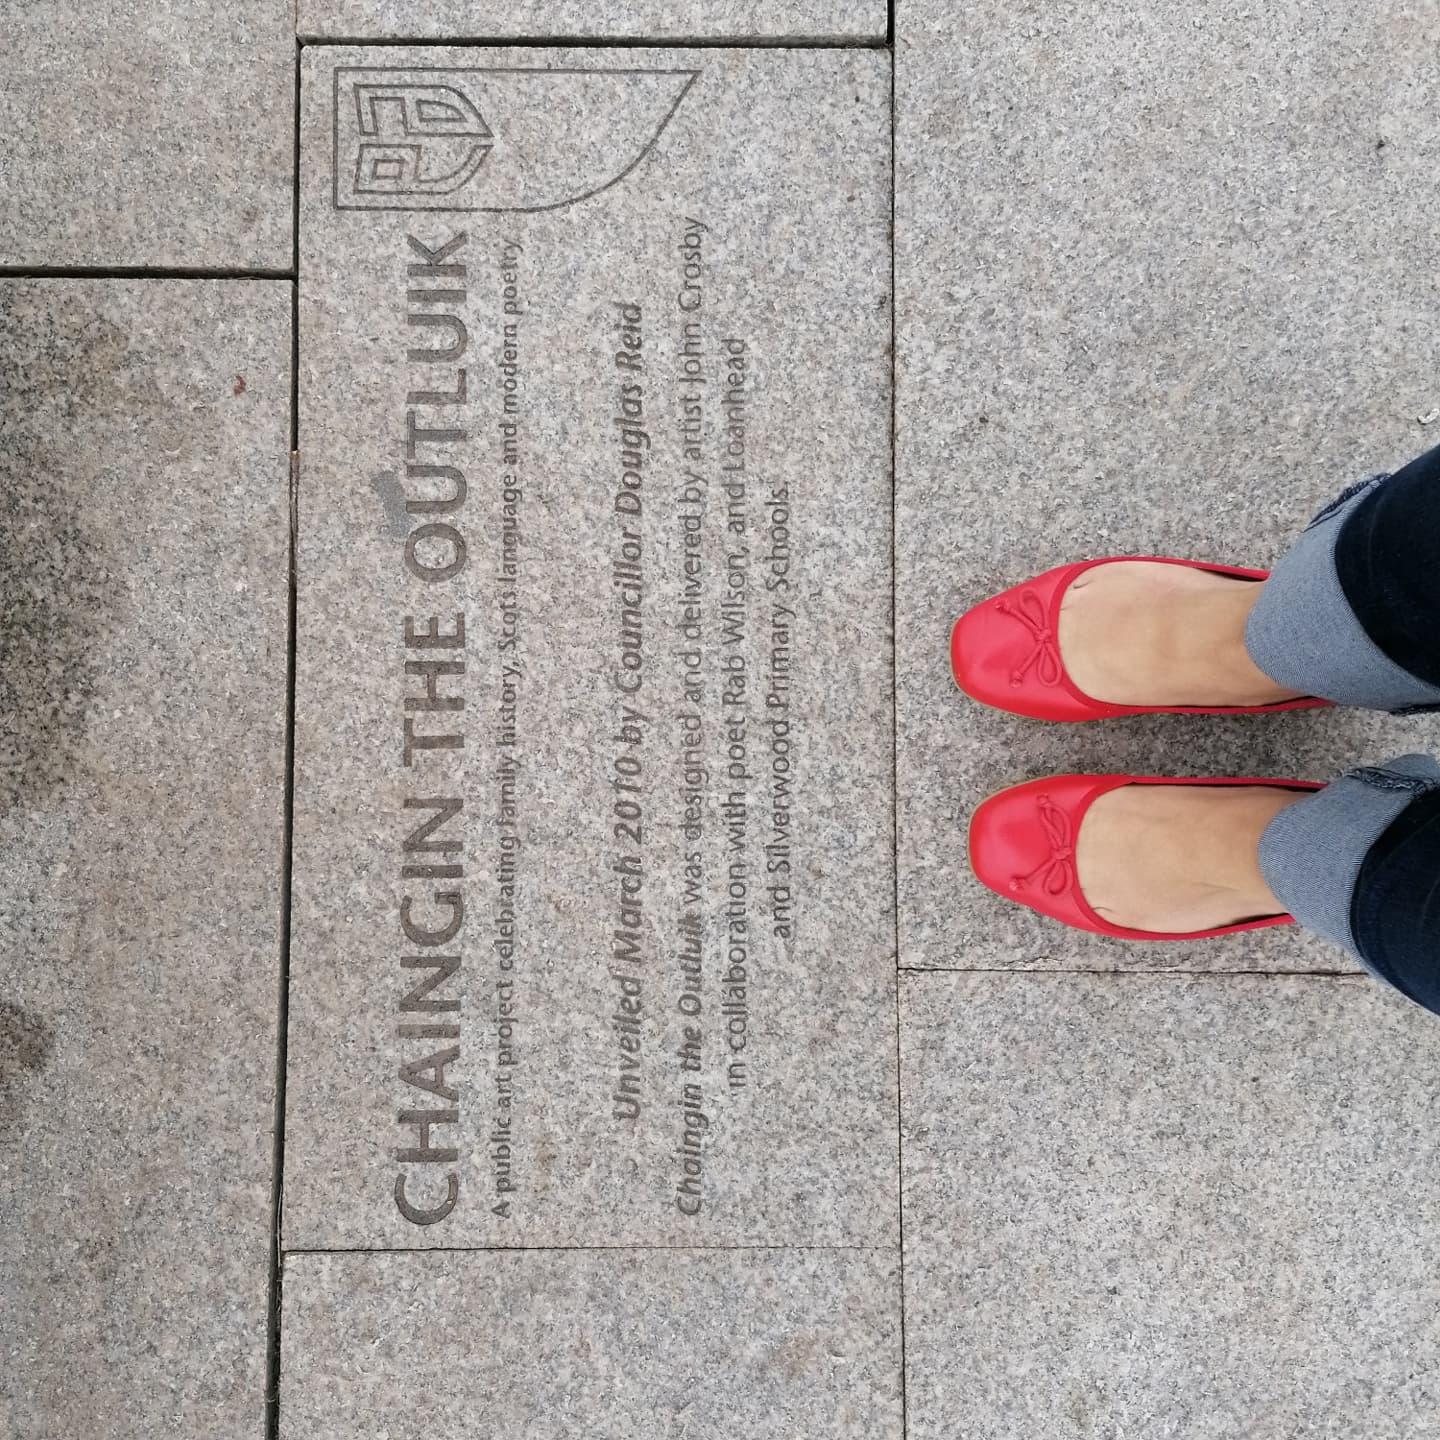 CHAINGIN THE OUTLUIK
A public art project celebrating family history, Scots language and modern poetry
Unveiled March 2010 by Councillor Douglas Reid
Chaingin the Outluik was designed and delivered by artist John Crosby
in collaboration with poet Rab Wilson, and Loanhead
and Silverwood Primary Schools.